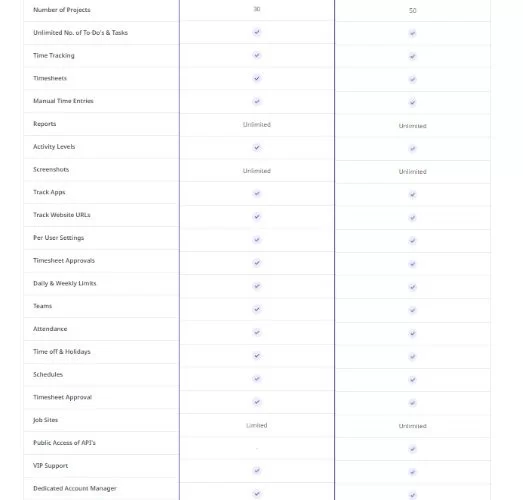 Number of Projects 30 50
Unlimited No. of To-Do's & Tasks
Time Tracking
Timesheets
Manual Time Entries
Reports Unlimited Unlimited
Activity Levels
Screenshots Unlimited Unlimited
Track Apps
Track Website URLs
Per User Settings
Timesheet Approvals
Daily & Weekly Limits
Teams
Attendance
Time off & Holidays
Schedules
Timesheet Approval
Job Sites Limited Unlimited
Public Access of API's -
VIP Support
Dedicated Account Manager